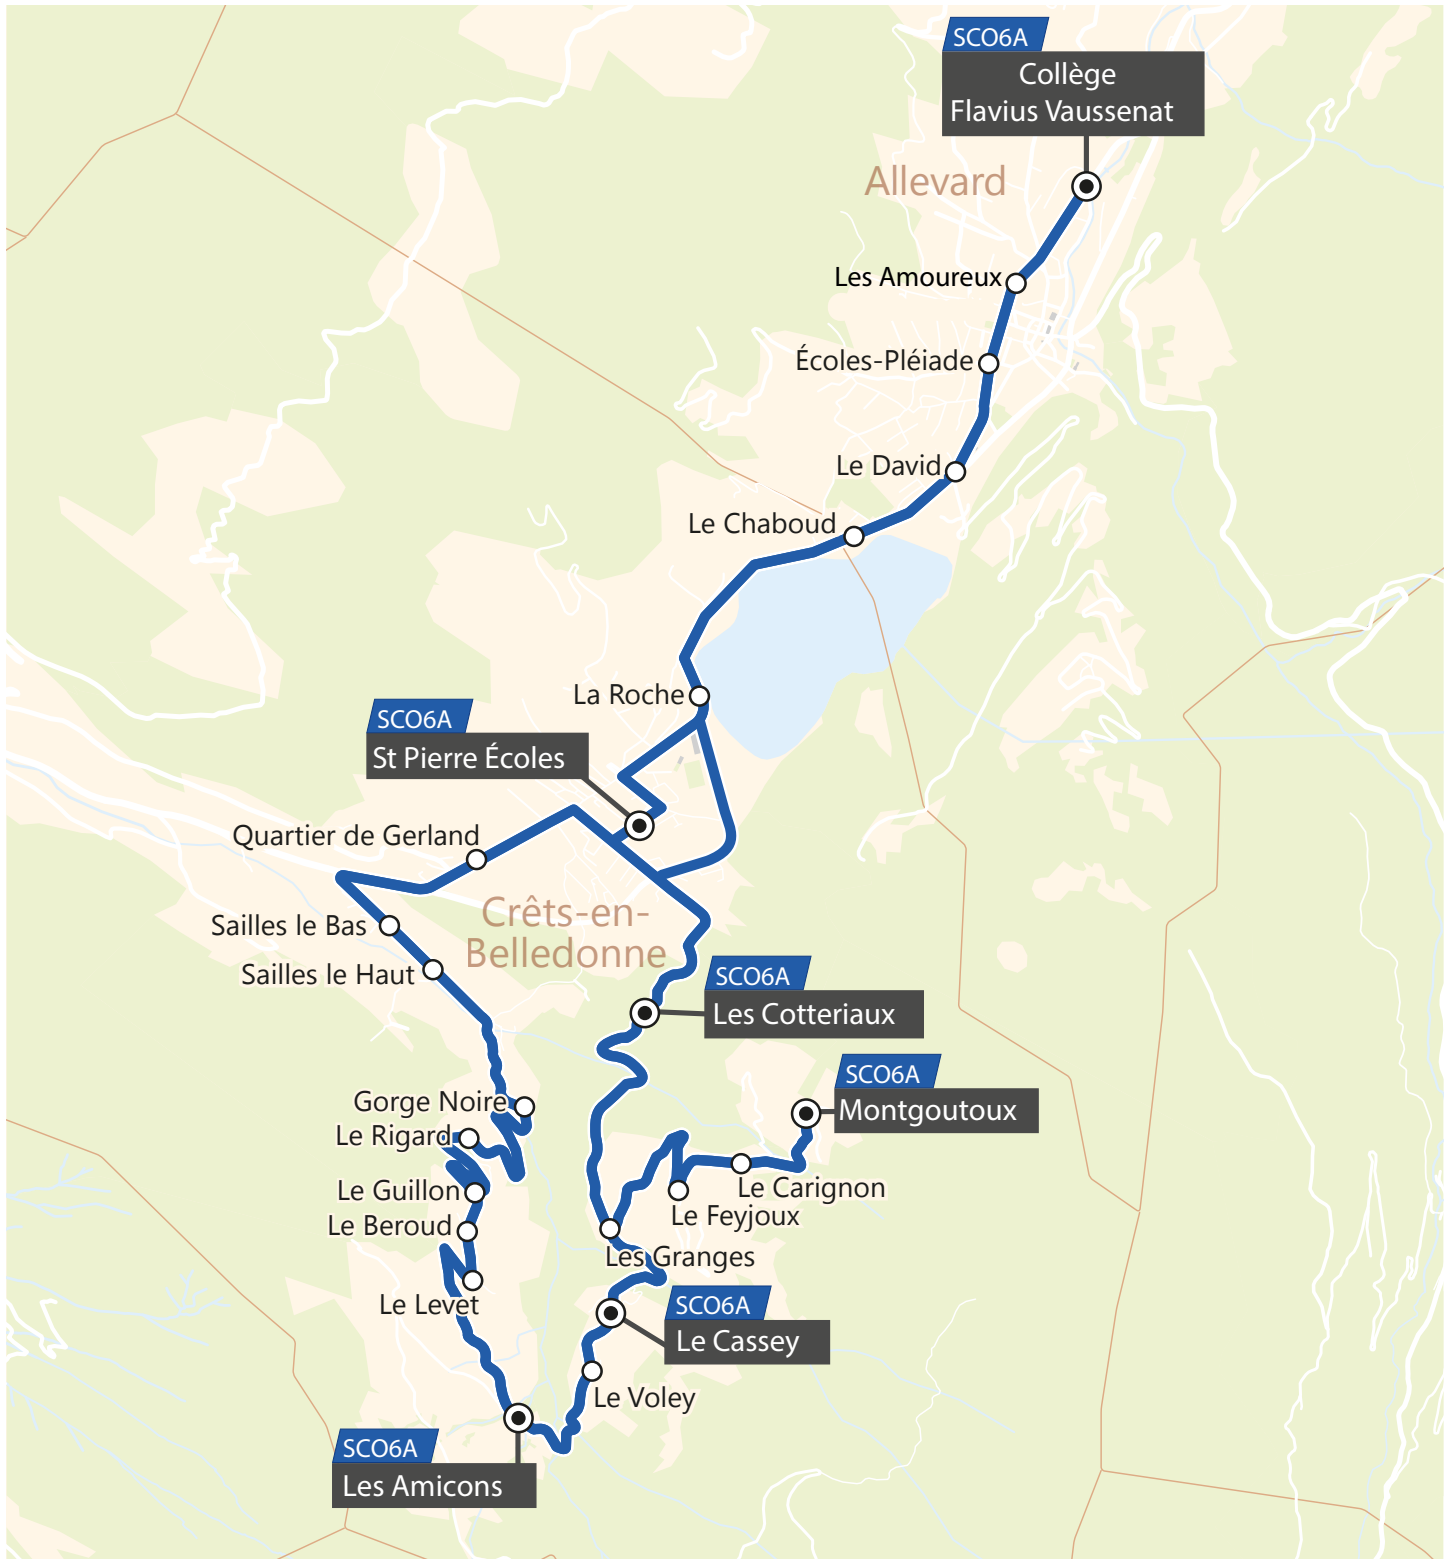 SCO6A
Collège
Flavius Vaussenat
Allevard
Les Amoureux
Écoles-Pléiade
Le David
Le Chaboud
La Roche
SCO6A
St Pierre Écoles
Quartier de Gerland
Crêts-en-
Belledonne
Sailles le Bas
Sailles le Haut
SCO6A
Les Cotteriaux
SCO6A
Montgoutoux
Gorge Noire
Le Rigard
Le Guillon
Le Carignon
Le Feyjoux
Le Beroud
Les Granges
Le Levet
SCO6A
Le Cassey
Le Voley
SCO6A
Les Amicons